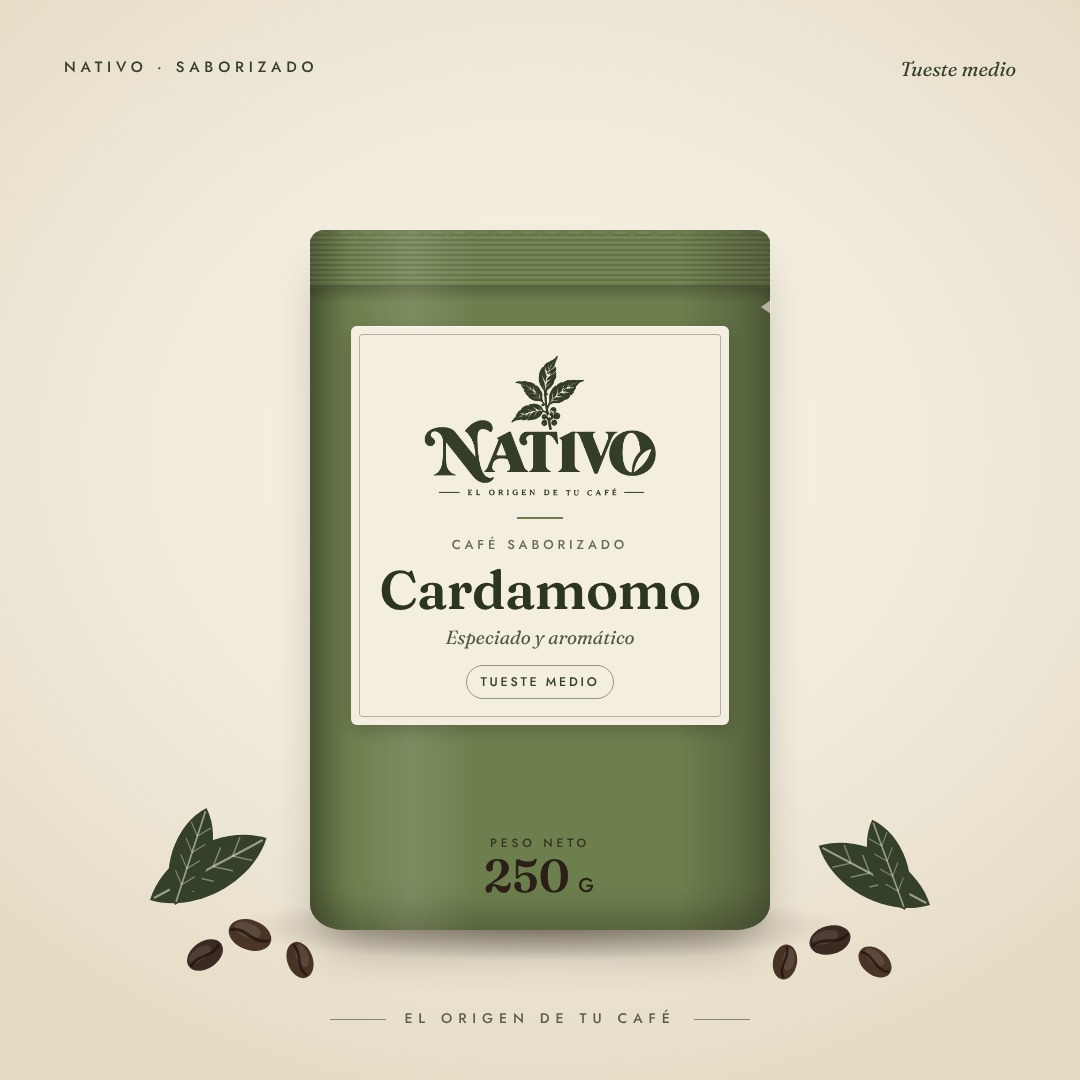 NATIVO · SABORIZADO
Tueste medio
NATIVO
EL ORIGEN DE TU CAFÉ
CAFÉ SABORIZADO
Cardamomo
Especiado y aromático
TUESTE MEDIO
PESO NETO
250 G
EL ORIGEN DE TU CAFÉ